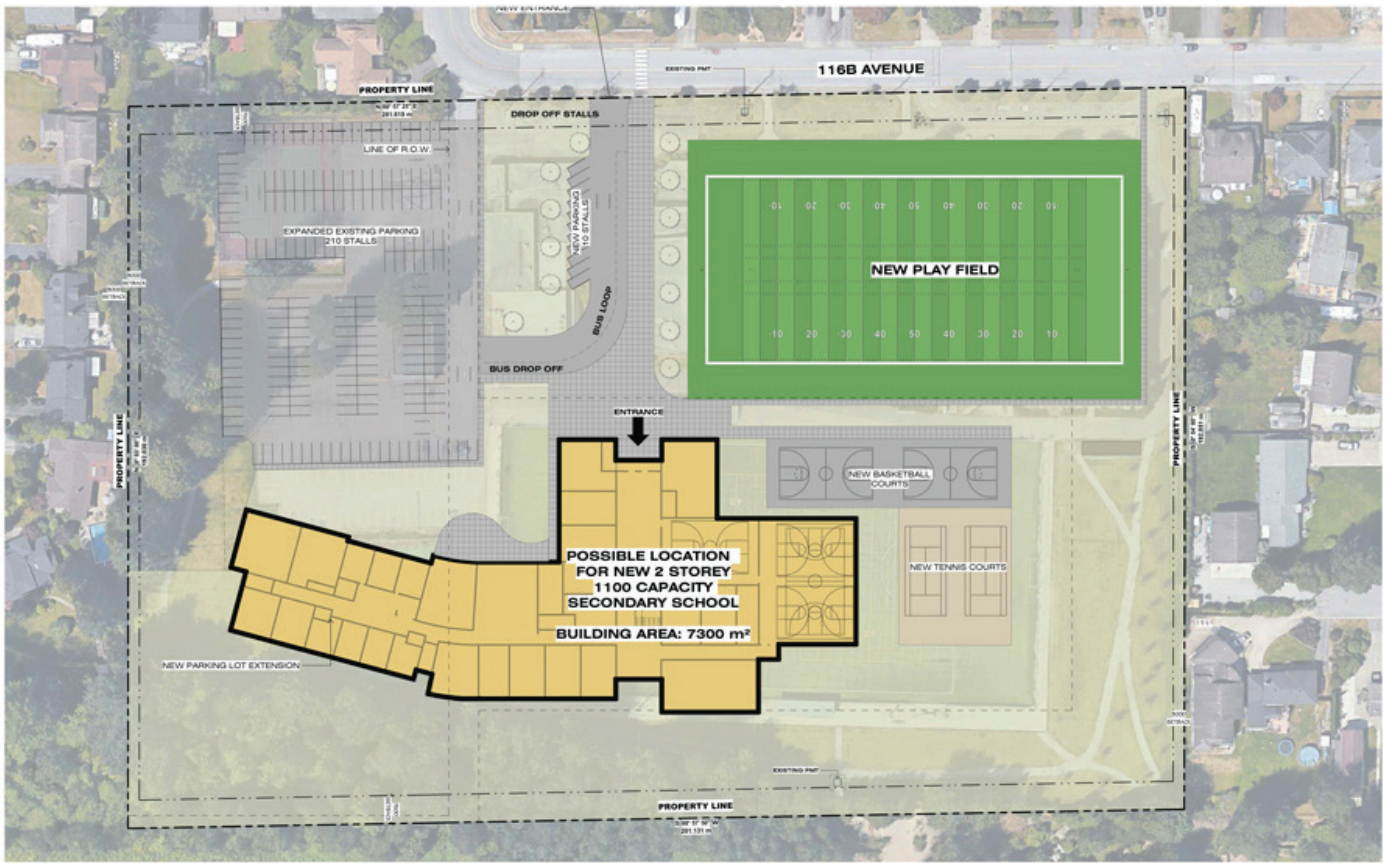 NEW ENTRANCE
116B AVENUE
EXISTING PMT
PROPERTY LINE
DROP OFF STALLS
LINE OF R.O.W.
NEW PARKING
10 STALLS
EXPANDED EXISTING PARKING
210 STALLS
10 20 30 40 50 40 30 20 10
NEW PLAY FIELD
10 20 30 40 50 40 30 20 10
BUS LOOP
BUS DROP OFF
ENTRANCE
PROPERTY LINE
PROPERTY LINE
NEW BASKETBALL
COURTS
POSSIBLE LOCATION
FOR NEW 2 STOREY
1100 CAPACITY
SECONDARY SCHOOL
BUILDING AREA: 7300 m²
NEW TENNIS COURTS
NEW PARKING LOT EXTENSION
SETBACK
EXISTING PMT
PROPERTY LINE